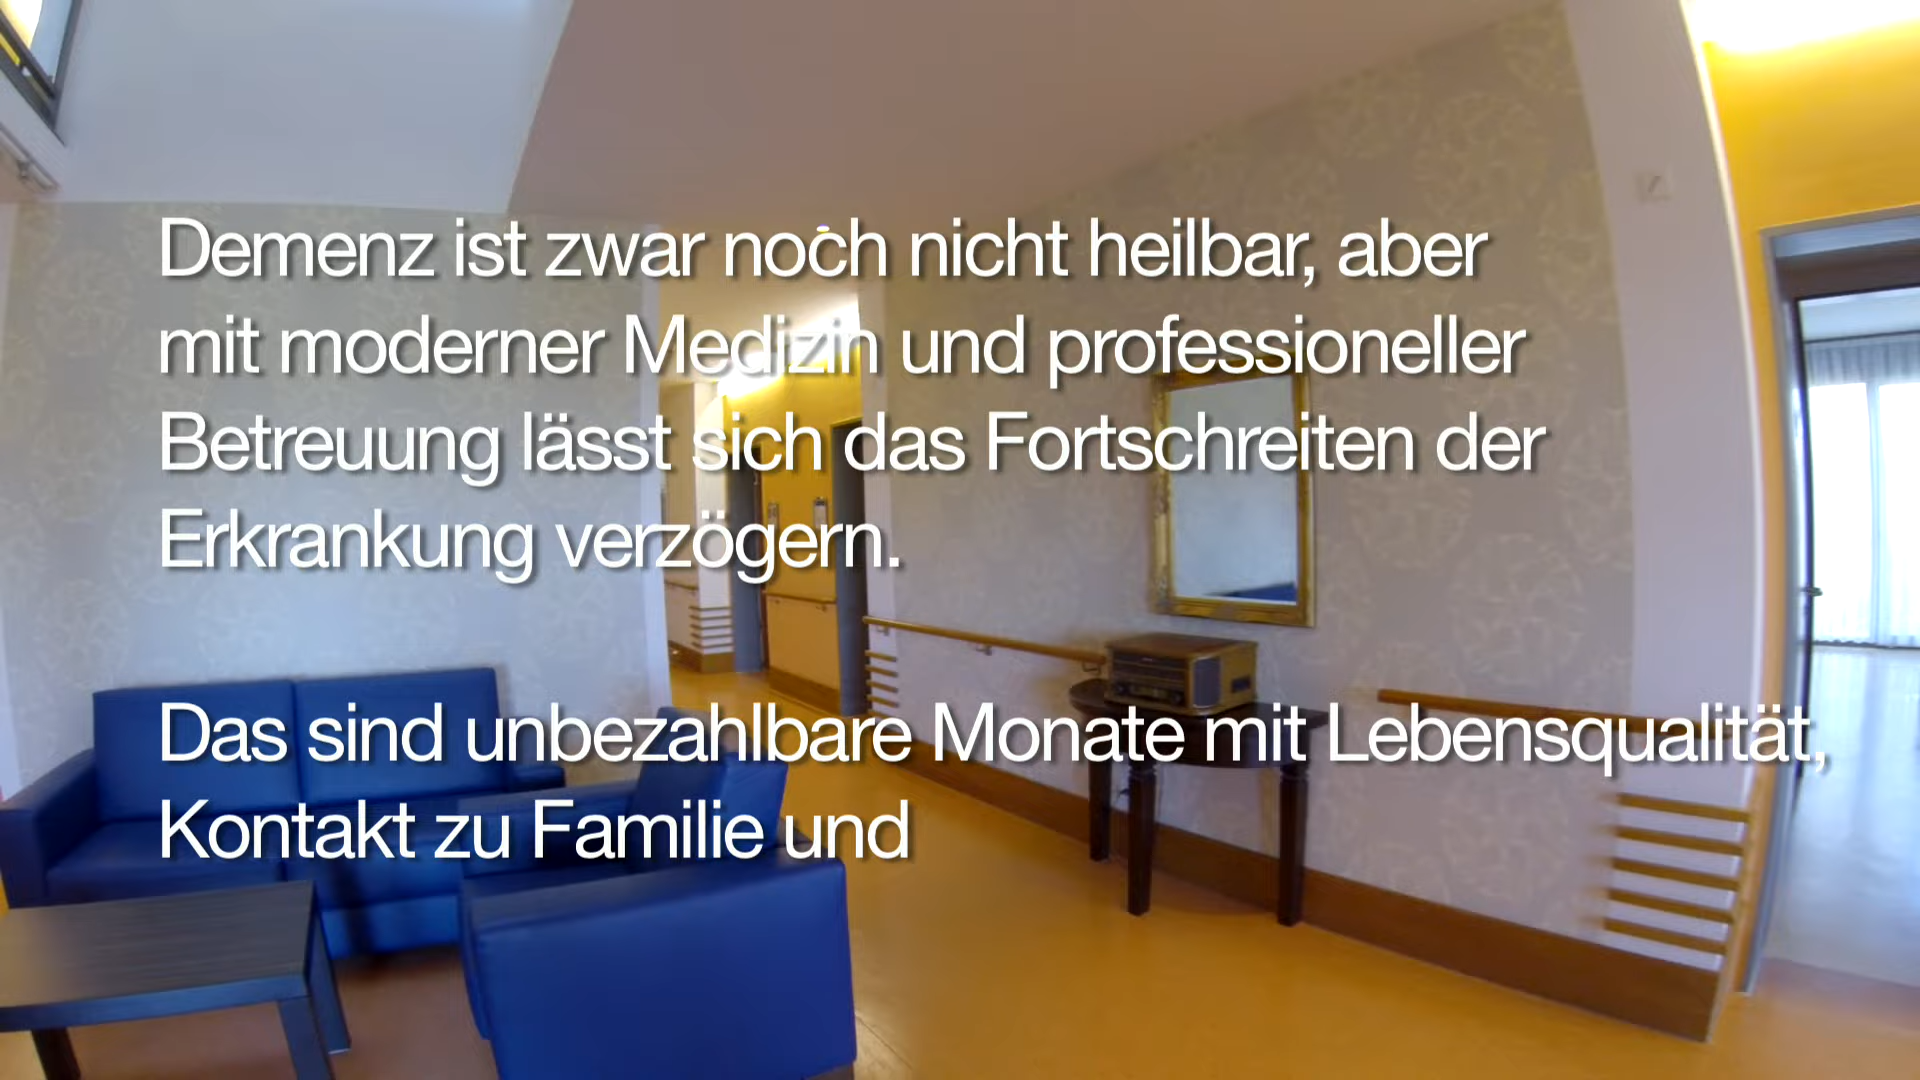 Demenz ist zwar noch nicht heilbar, aber
mit moderner Medizin und professioneller
Betreuung lässt sich das Fortschreiten der
Erkrankung verzögern.
Das sind unbezahlbare Monate mit Lebensqualität,
Kontakt zu Familie und